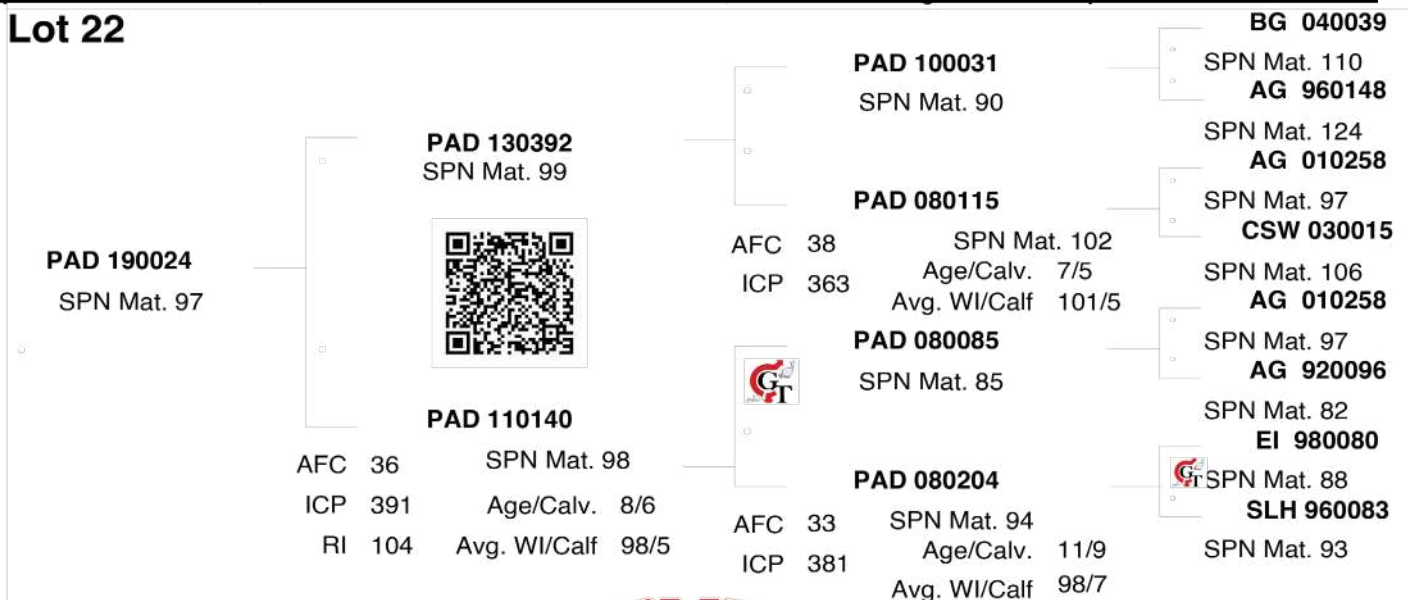 Lot 22
PAD 190024
SPN Mat. 97
PAD 130392
SPN Mat. 99
PAD 110140
AFC 36 SPN Mat. 98
ICP 391 Age/Calv. 8/6
RI 104 Avg. WI/Calf 98/5
PAD 100031
SPN Mat. 90
PAD 080115
AFC 38 SPN Mat. 102
ICP 363 Age/Calv. 7/5
Avg. WI/Calf 101/5
PAD 080085
SPN Mat. 85
GT
PAD 080204
AFC 33 SPN Mat. 94
ICP 381 Age/Calv. 11/9
Avg. WI/Calf 98/7
BG 040039
SPN Mat. 110
AG 960148
SPN Mat. 124
AG 010258
SPN Mat. 97
CSW 030015
SPN Mat. 106
AG 010258
SPN Mat. 97
AG 920096
SPN Mat. 82
EI 980080
GT SPN Mat. 88
SLH 960083
SPN Mat. 93